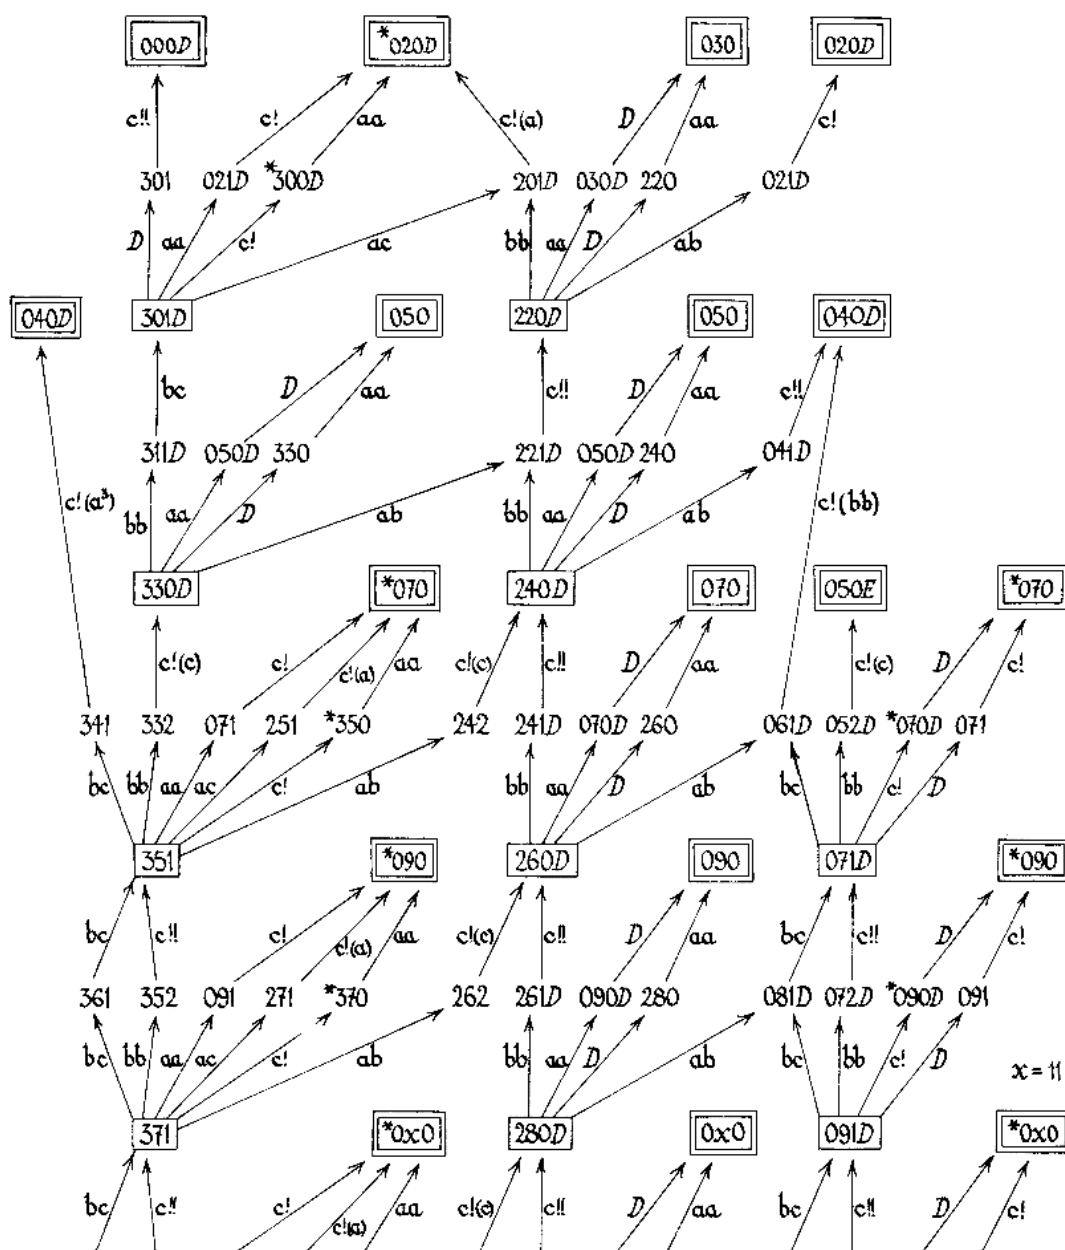 000D *020D 030 020D
c!! c! aa c!(a) D aa c!
301 021D *300D 201D 030D 220 021D
D aa c! ac bb aa D ab
040D 301D 050 220D 050 040D
bc D aa c!! D aa c!!
311D 050D 330 221D 050D 240 041D
c!(a³) c!(bb)
bb aa D ab bb aa D ab
330D *070 240D 070 050E *070
c!(c) c! c!(a) aa c!(c) c!! D aa c!(c) D c!
341 332 071 251 *350 242 241D 070D 260 061D 052D *070D 071
bc bb aa ac c! ab bb aa D ab bc bb c! D
351 *090 260D 090 071D *090
bc c!! c! c!(a) aa c!(c) c!! D aa bc c!! D c!
361 352 091 271 *370 262 261D 090D 280 081D 072D *090D 091
bc bb aa ac c! ab bb aa D ab bc bb c! D
x = 11
371 *0x0 280D 0x0 091D *0x0
bc c!! c! c!(a) aa c!(c) c!! D aa bc c!! D c!